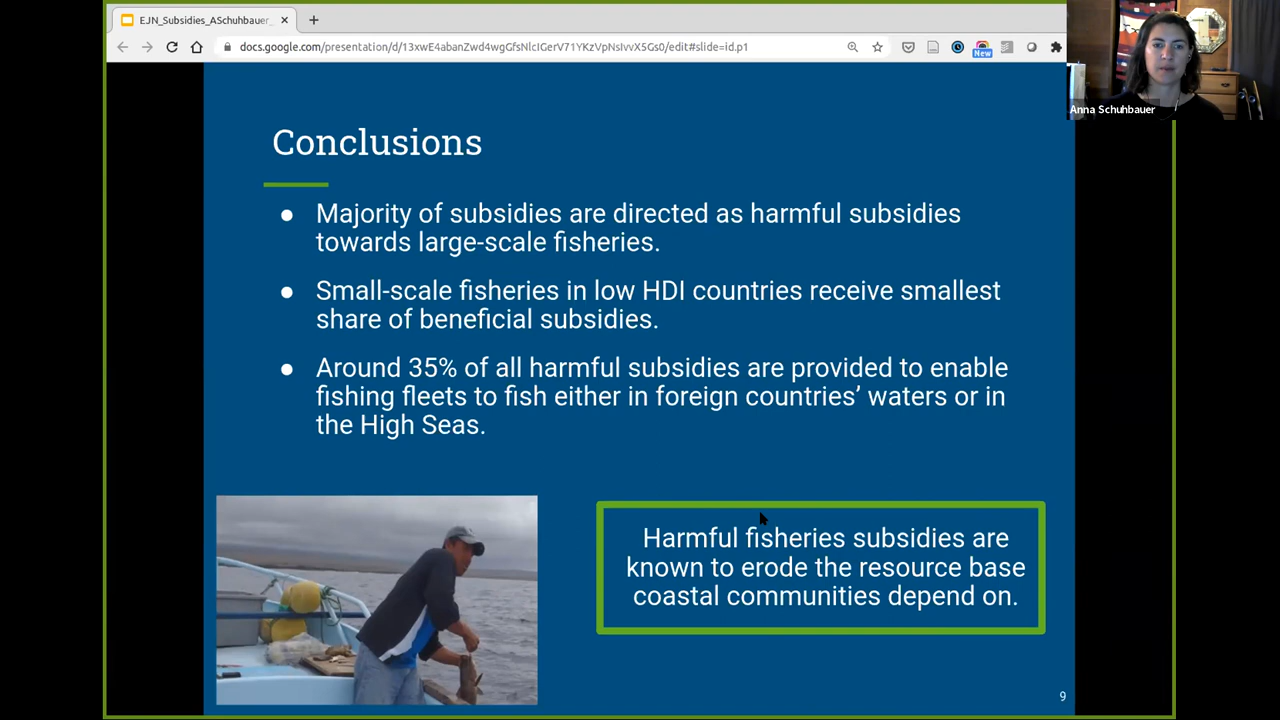 EJN_Subsidies_ASchuhbauer_
docs.google.com/presentation/d/13xwE4abanZwd4wgGfsNlcIGerV71YKzVpNsIvvX5Gs0/edit#slide=id.p1
New
Anna Schuhbauer
Conclusions
● Majority of subsidies are directed as harmful subsidies
towards large-scale fisheries.
● Small-scale fisheries in low HDI countries receive smallest
share of beneficial subsidies.
● Around 35% of all harmful subsidies are provided to enable
fishing fleets to fish either in foreign countries’ waters or in
the High Seas.
Harmful fisheries subsidies are
known to erode the resource base
coastal communities depend on.
9